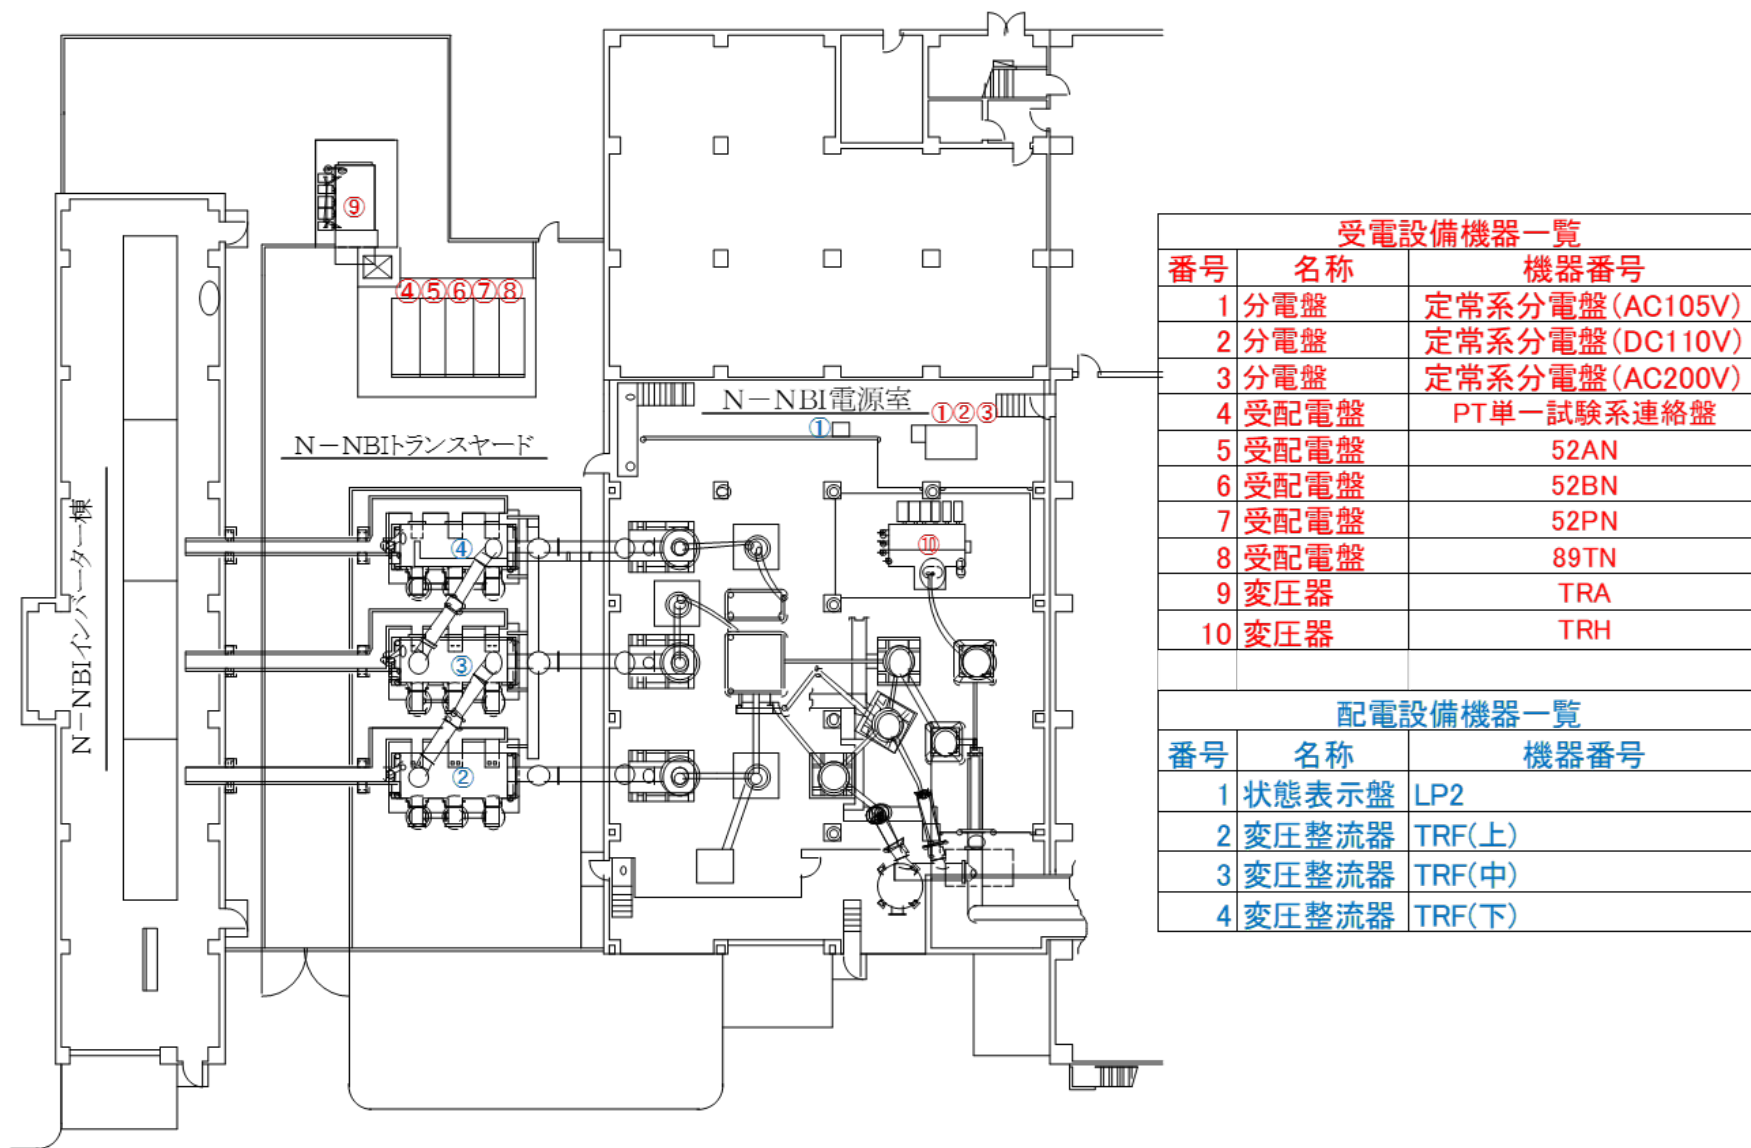 ⑨
④⑤⑥⑦⑧
N－NBI電源室
①②③
①
N－NBIトランスヤード
N－NBIインバーター棟
④
⑩
③
②
受電設備機器一覧
番号 名称 機器番号
1 分電盤 定常系分電盤(AC105V)
2 分電盤 定常系分電盤(DC110V)
3 分電盤 定常系分電盤(AC200V)
4 受配電盤 PT単一試験系連絡盤
5 受配電盤 52AN
6 受配電盤 52BN
7 受配電盤 52PN
8 受配電盤 89TN
9 変圧器 TRA
10 変圧器 TRH
配電設備機器一覧
番号 名称 機器番号
1 状態表示盤 LP2
2 変圧整流器 TRF(上)
3 変圧整流器 TRF(中)
4 変圧整流器 TRF(下)